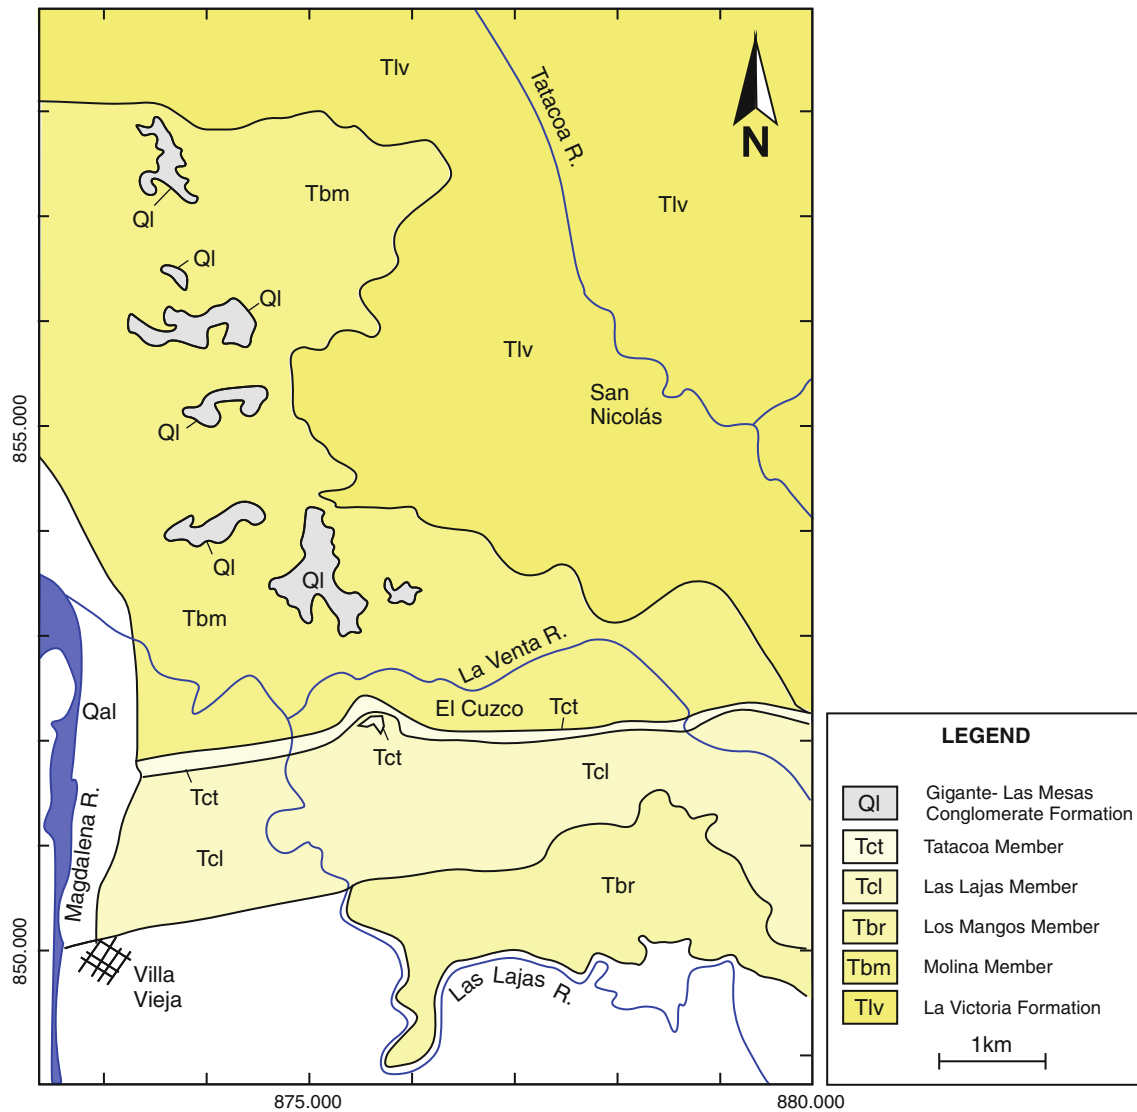 Tlv
Tatacoa R.
N
Tbm
Ql
Tlv
Ql
Ql
Tlv
San
Nicolás
Ql
855.000
Ql
Ql
Tbm
La Venta R.
Qal
El Cuzco
Tct
Tct
Tcl
Tct
Magdalena R.
Tcl
Tbr
850.000
Villa
Vieja
Las Lajas R.
875.000
880.000
LEGEND
Ql
Gigante- Las Mesas
Conglomerate Formation
Tct Tatacoa Member
Tcl Las Lajas Member
Tbr Los Mangos Member
Tbm Molina Member
Tlv La Victoria Formation
1km